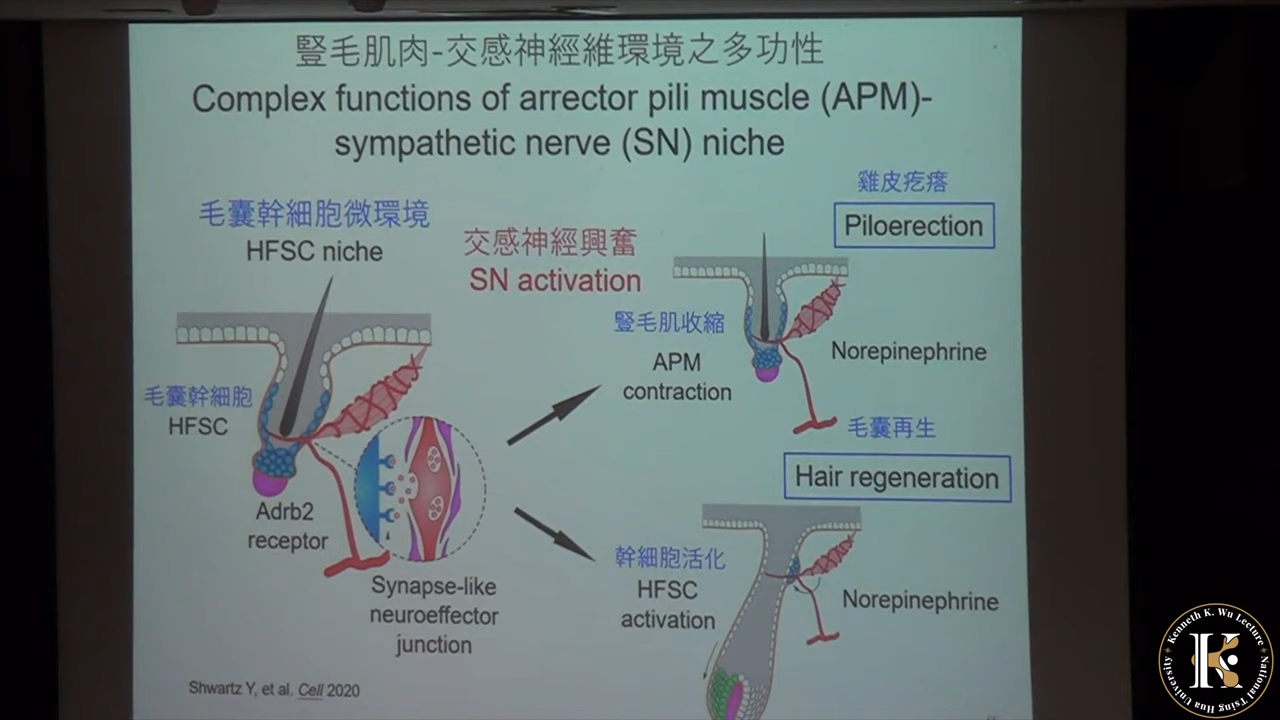 豎毛肌肉-交感神經維環境之多功性
Complex functions of arrector pili muscle (APM)-
sympathetic nerve (SN) niche
毛囊幹細胞微環境
HFSC niche
交感神經興奮
SN activation
雞皮疙瘩
Piloerection
豎毛肌收縮
APM
contraction
Norepinephrine
毛囊幹細胞
HFSC
Adrb2
receptor
Synapse-like
neuroeffector
junction
毛囊再生
Hair regeneration
幹細胞活化
HFSC
activation
Norepinephrine
Shwartz Y, et al. Cell 2020
Kenneth K. Wu Lecture
National Tsing Hua University
K